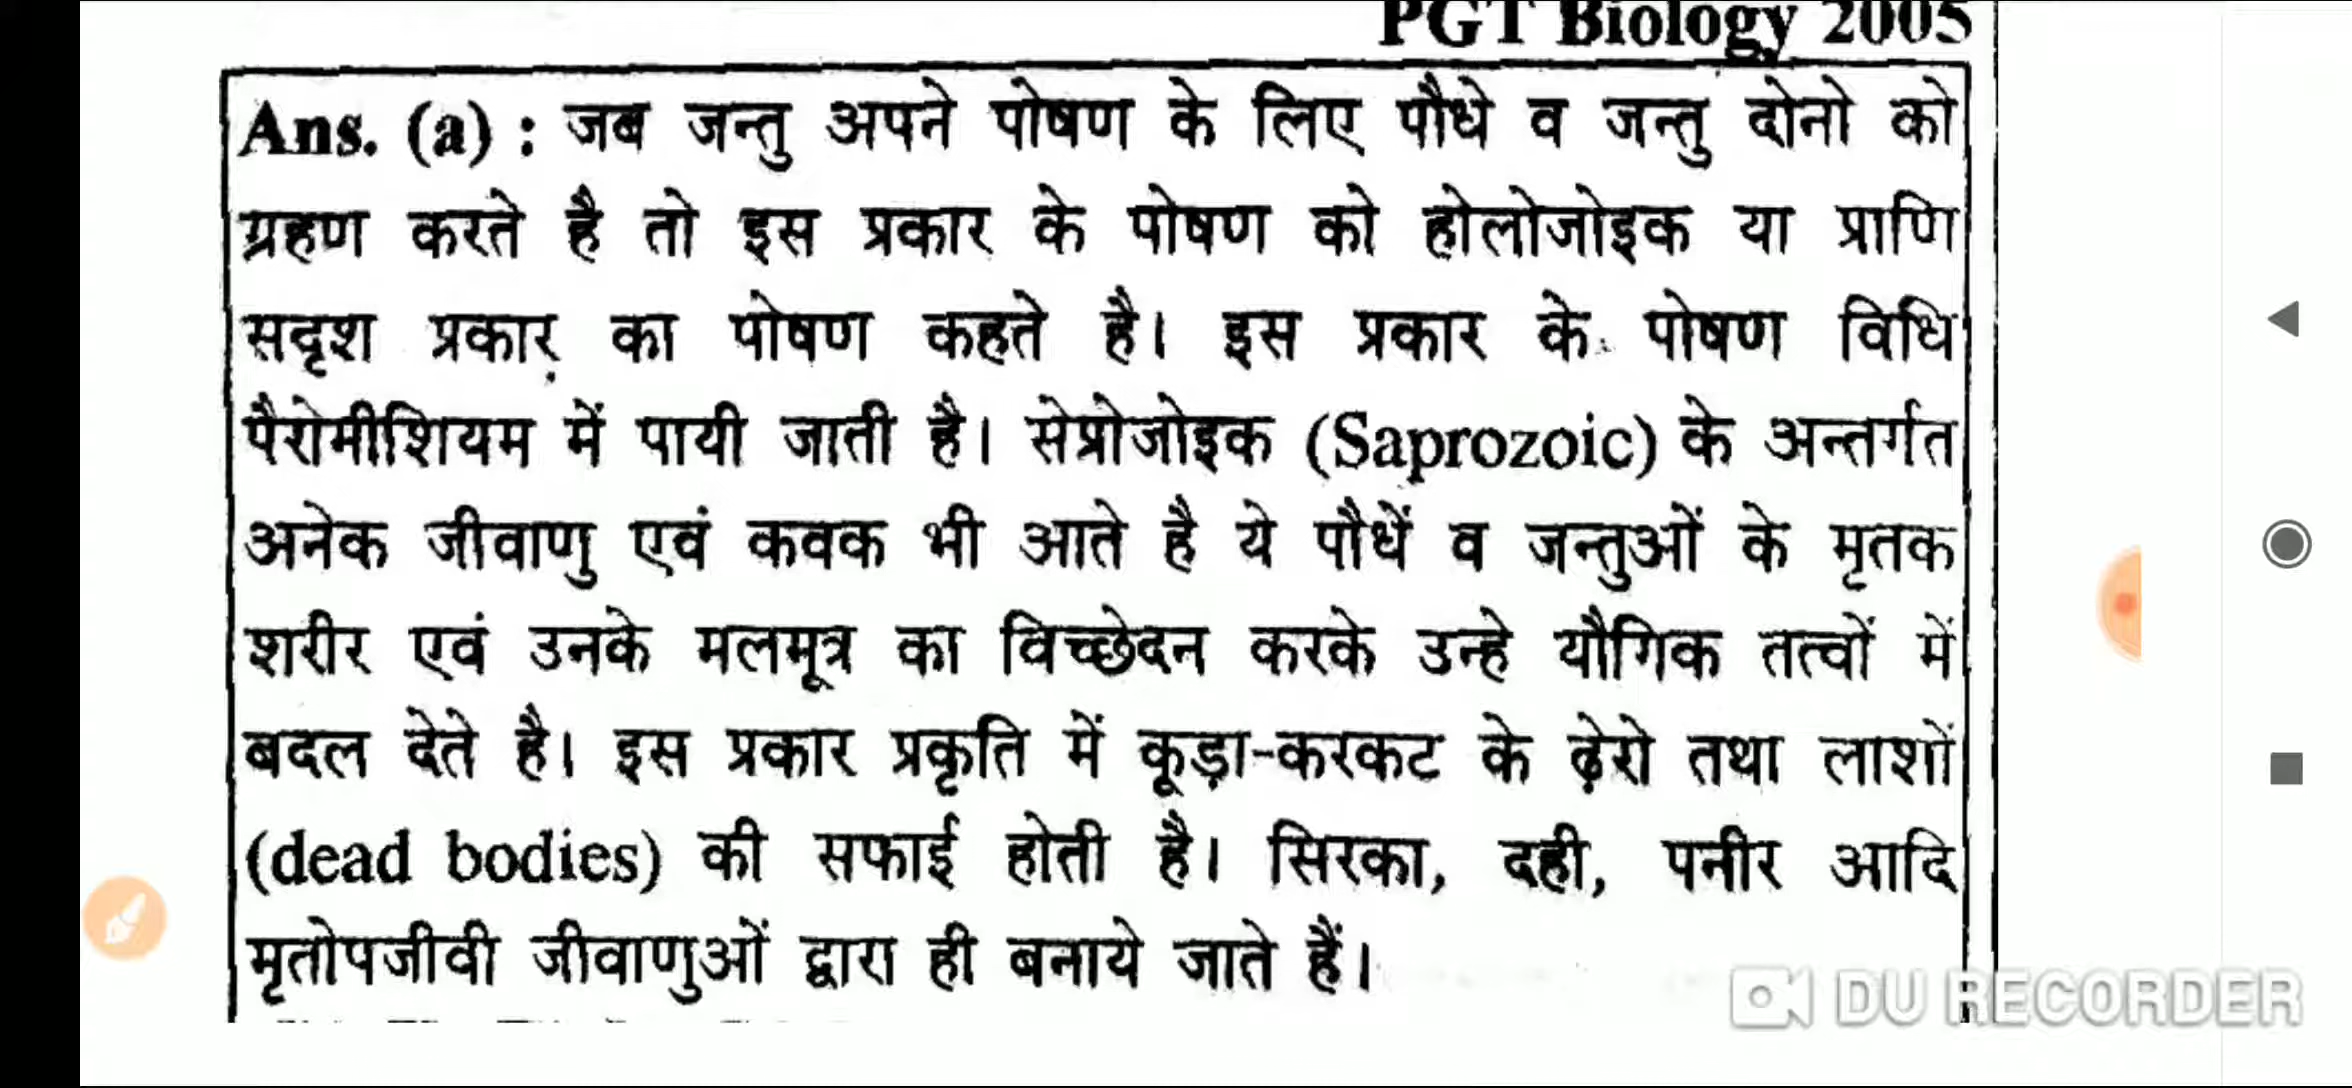 PGT Biology 2005
Ans. (a) : जब जन्तु अपने पोषण के लिए पौधे व जन्तु दोनो को
ग्रहण करते है तो इस प्रकार के पोषण को होलोजोइक या प्राणि
सदृश प्रकार का पोषण कहते है। इस प्रकार के पोषण विधि
पैरोमीशियम में पायी जाती है। सेप्रोजोइक (Saprozoic) के अन्तर्गत
अनेक जीवाणु एवं कवक भी आते है ये पौधें व जन्तुओं के मृतक
शरीर एवं उनके मलमूत्र का विच्छेदन करके उन्हे यौगिक तत्वों में
बदल देते है। इस प्रकार प्रकृति में कूड़ा-करकट के ढ़ेरो तथा लाशों
(dead bodies) की सफाई होती है। सिरका, दही, पनीर आदि
मृतोपजीवी जीवाणुओं द्वारा ही बनाये जाते हैं।
DU RECORDER